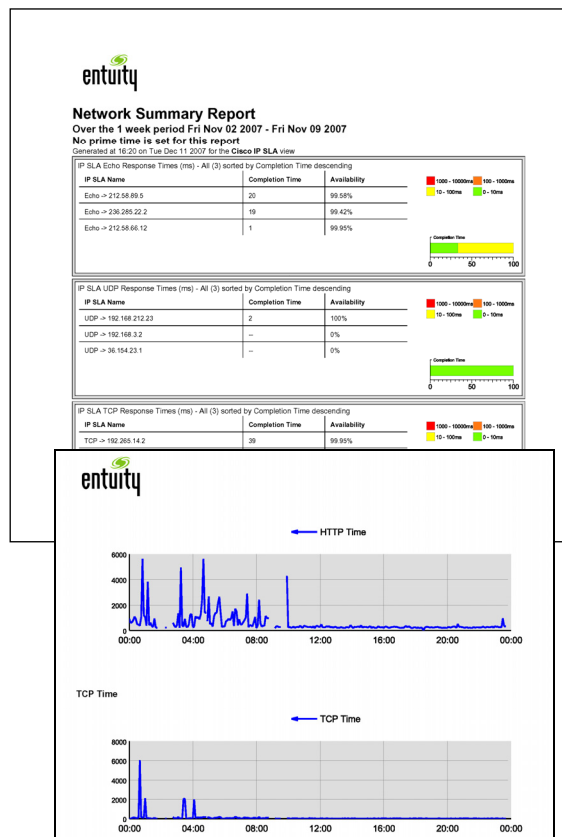 entuity
Network Summary Report
Over the 1 week period Fri Nov 02 2007 - Fri Nov 09 2007
No prime time is set for this report
Generated at 16:20 on Tue Dec 11 2007 for the Cisco IP SLA view
IP SLA Echo Response Times (ms) - All (3) sorted by Completion Time descending
IP SLA Name Completion Time Availability
Echo -> 212.58.89.5 20 99.58%
Echo -> 236.285.22.2 19 99.42%
Echo -> 212.58.66.12 1 99.95%
1000 - 10000ms 100 - 1000ms
10 - 100ms 0 - 10ms
Completion Time
0 50 100
IP SLA UDP Response Times (ms) - All (3) sorted by Completion Time descending
IP SLA Name Completion Time Availability
UDP -> 192.168.212.23 2 100%
UDP -> 192.168.3.2 -- 0%
UDP -> 36.154.23.1 -- 0%
1000 - 10000ms 100 - 1000ms
10 - 100ms 0 - 10ms
Completion Time
0 50 100
IP SLA TCP Response Times (ms) - All (3) sorted by Completion Time descending
IP SLA Name Completion Time Availability
TCP -> 192.265.14.2 39 99.95%
1000 - 10000ms 100 - 1000ms
10 - 100ms 0 - 10ms
entuity
HTTP Time
6000
4000
2000
0
00:00 04:00 08:00 12:00 16:00 20:00 00:00
TCP Time
TCP Time
8000
6000
4000
2000
0
00:00 04:00 08:00 12:00 16:00 20:00 00:00